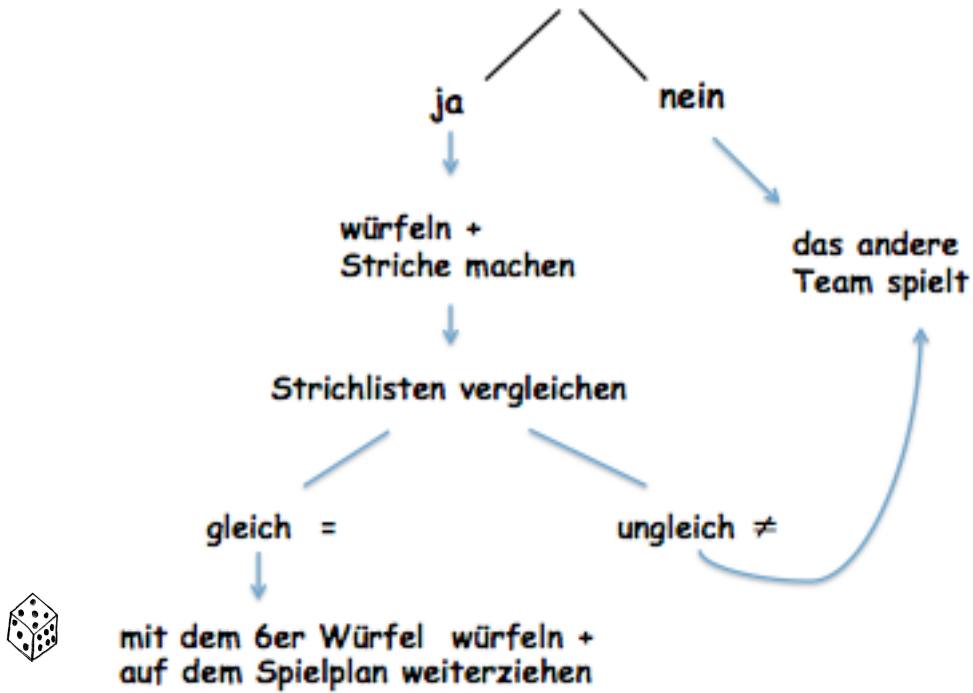 ja
nein
würfeln +
Striche machen
das andere
Team spielt
Strichlisten vergleichen
gleich =
ungleich ≠
mit dem 6er Würfel würfeln +
auf dem Spielplan weiterziehen